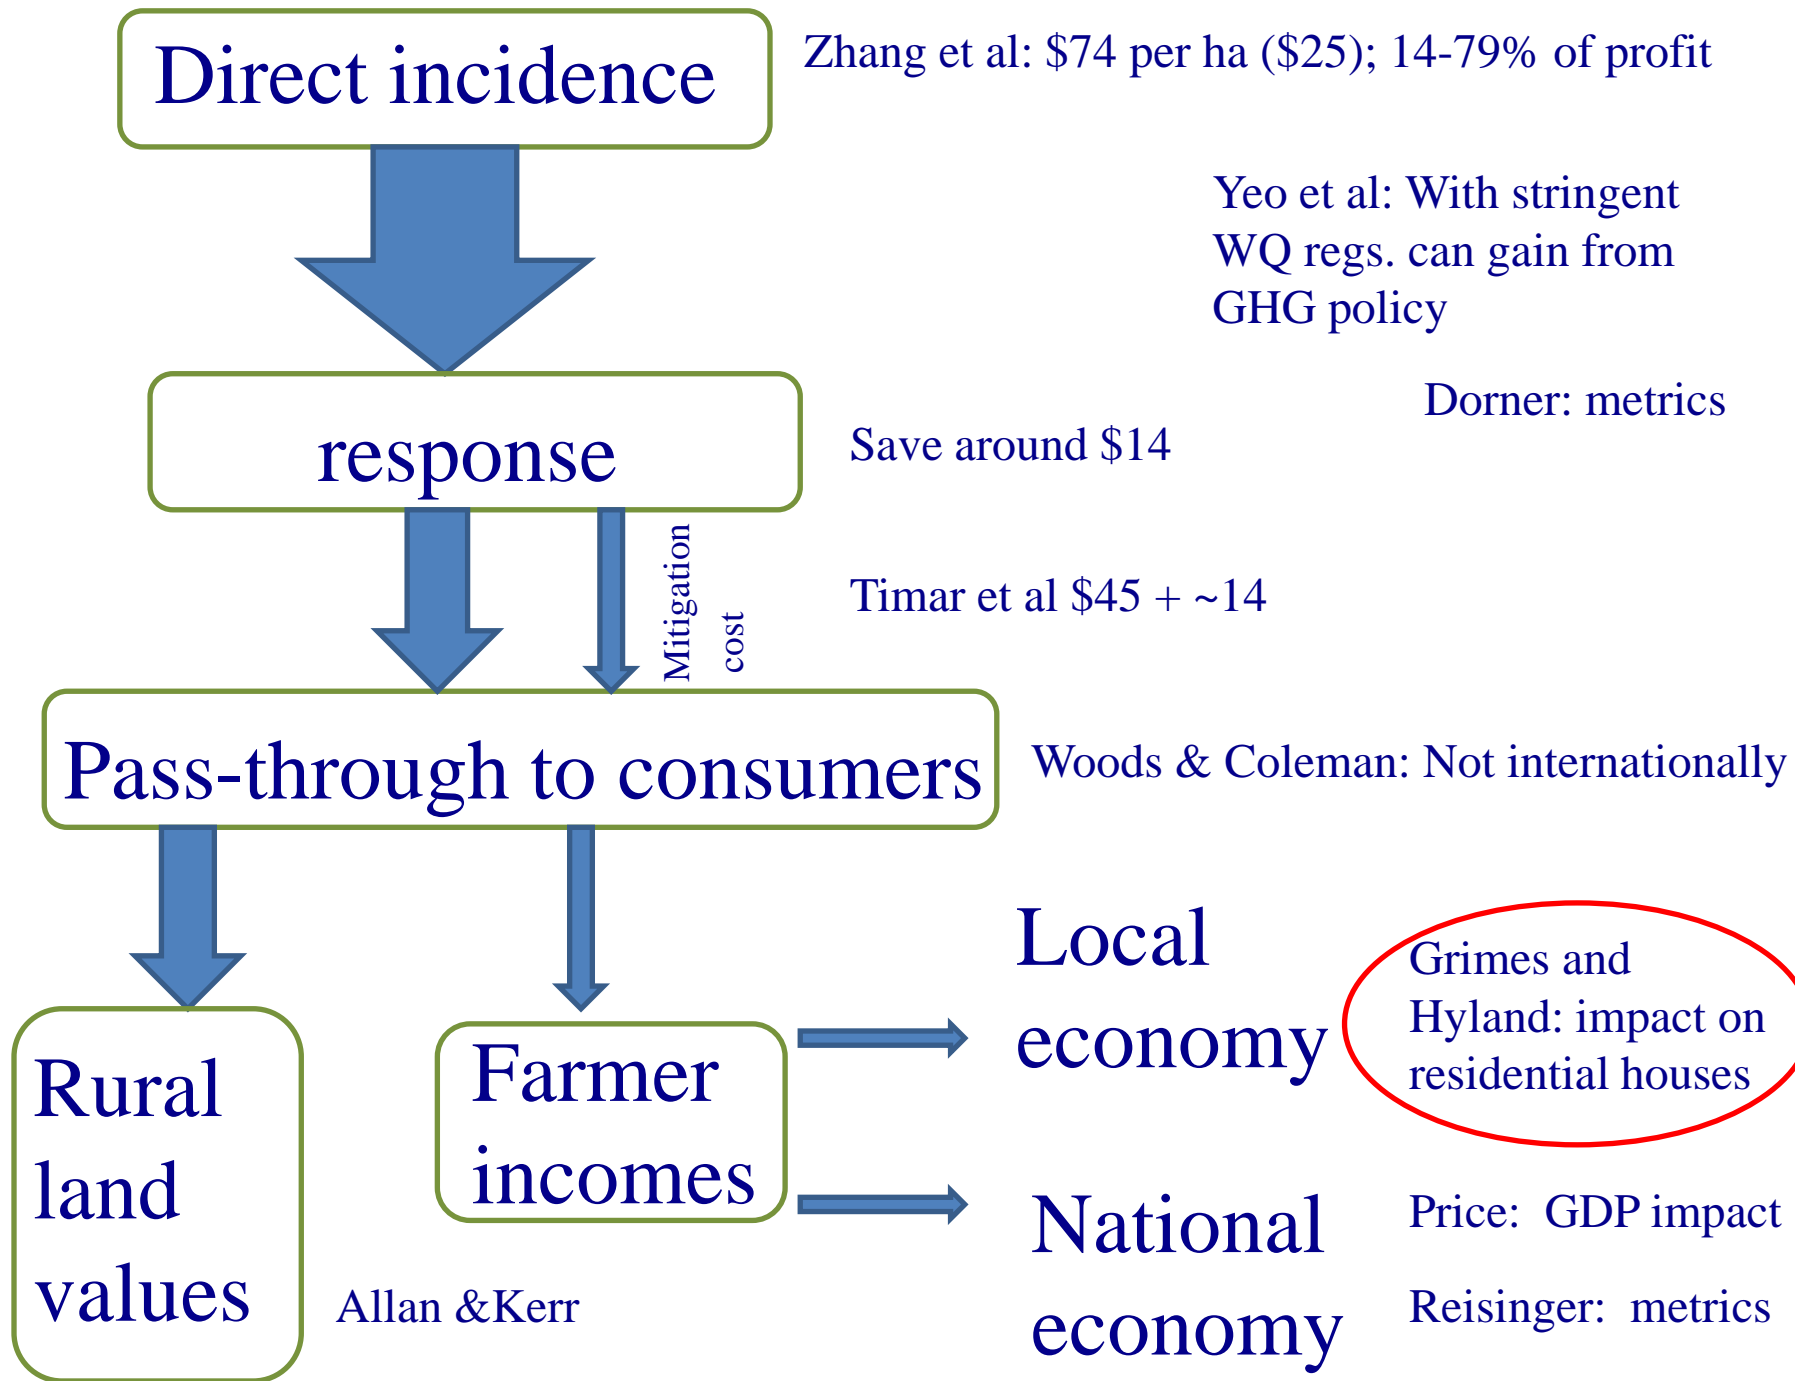 Direct incidence
Zhang et al: $74 per ha ($25); 14-79% of profit
Yeo et al: With stringent
WQ regs. can gain from
GHG policy
Dorner: metrics
response
Save around $14
Mitigation
cost
Timar et al $45 + ~14
Pass-through to consumers
Woods & Coleman: Not internationally
Local
economy
Grimes and
Hyland: impact on
residential houses
Rural
land
values
Farmer
incomes
National
economy
Price:  GDP impact
Allan &Kerr
Reisinger:  metrics